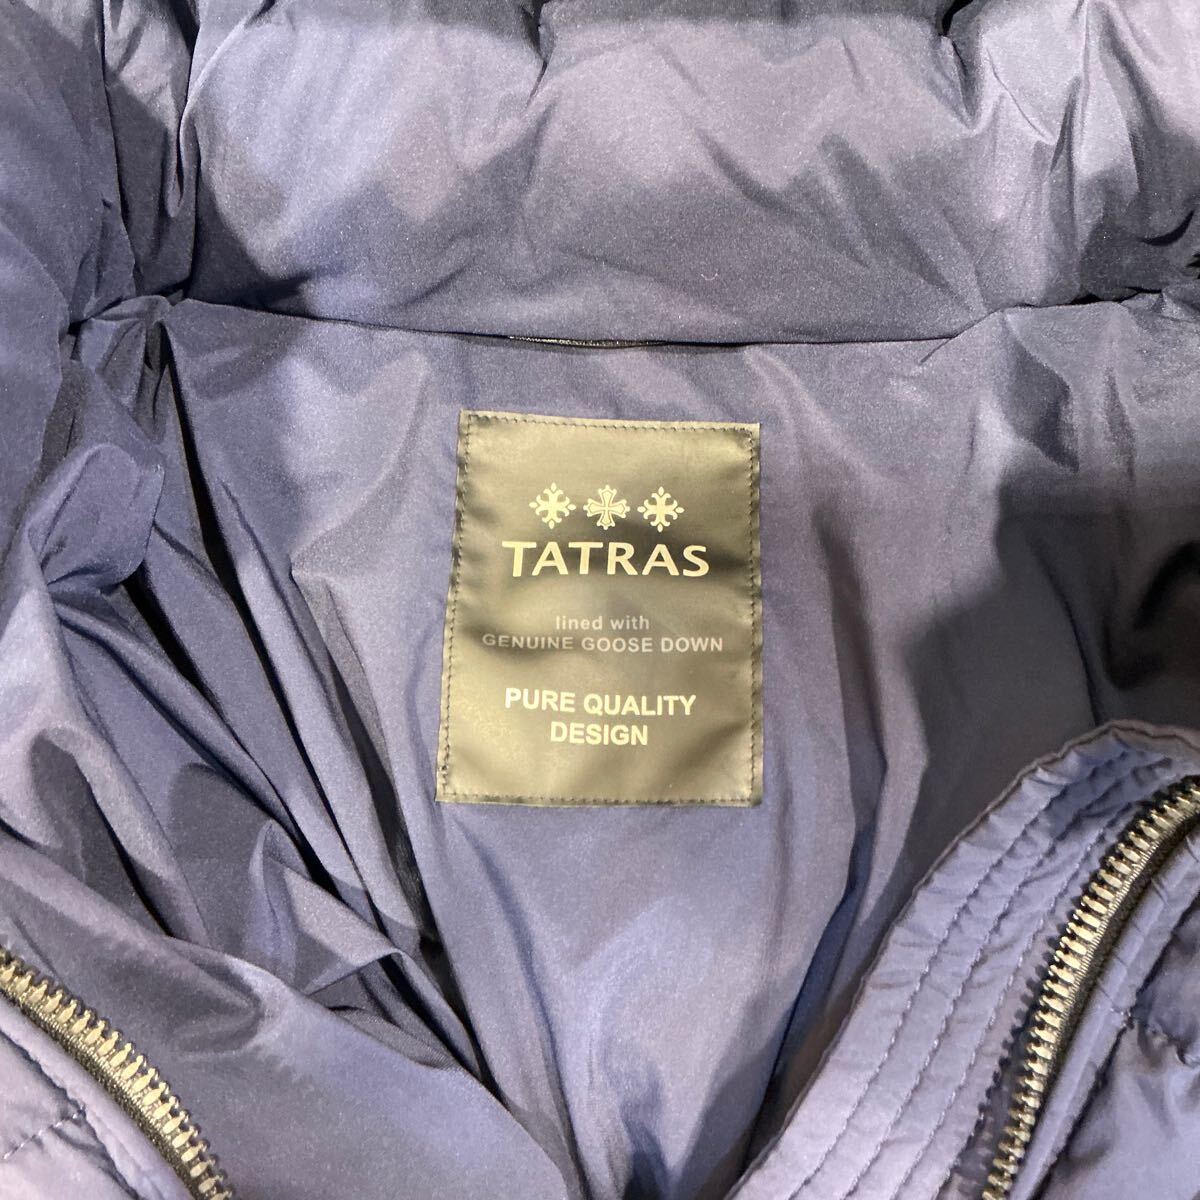 TATRAS
lined with
GENUINE GOOSE DOWN
PURE QUALITY
DESIGN